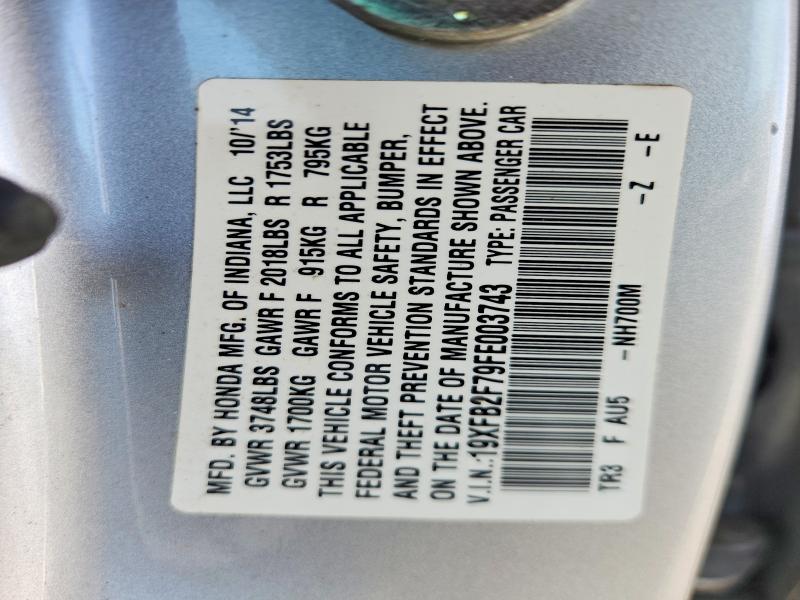 MFD. BY HONDA MFG. OF INDIANA, LLC 10/'14
GVWR 3748LBS GAWR F 2018LBS R 1753LBS
GVWR 1700KG GAWR F 915KG R 795KG
THIS VEHICLE CONFORMS TO ALL APPLICABLE
FEDERAL MOTOR VEHICLE SAFETY, BUMPER,
AND THEFT PREVENTION STANDARDS IN EFFECT
ON THE DATE OF MANUFACTURE SHOWN ABOVE.
V.I.N.:19XFB2F79FE003743 TYPE: PASSENGER CAR
TR3 F AU5 -NH700M -Z -E